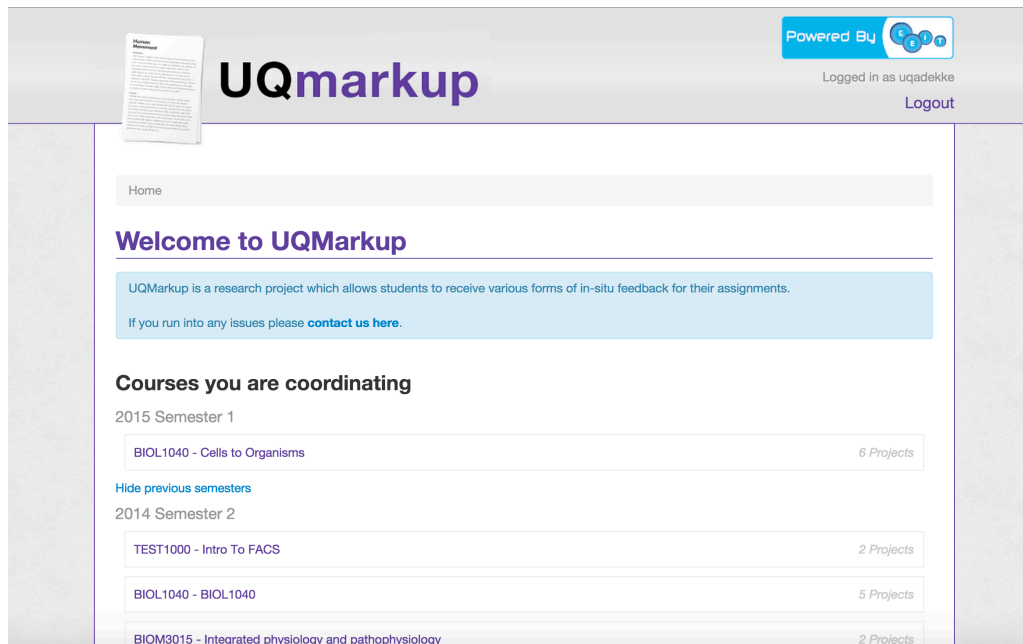 Human
Movement
UQmarkup
Powered By CEIT
Logged in as uqadekke
Logout
Home
Welcome to UQMarkup
UQMarkup is a research project which allows students to receive various forms of in-situ feedback for their assignments.
If you run into any issues please contact us here.
Courses you are coordinating
2015 Semester 1
BIOL1040 - Cells to Organisms 6 Projects
Hide previous semesters
2014 Semester 2
TEST1000 - Intro To FACS 2 Projects
BIOL1040 - BIOL1040 5 Projects
BIOM3015 - Integrated physiology and pathophysiology 2 Projects